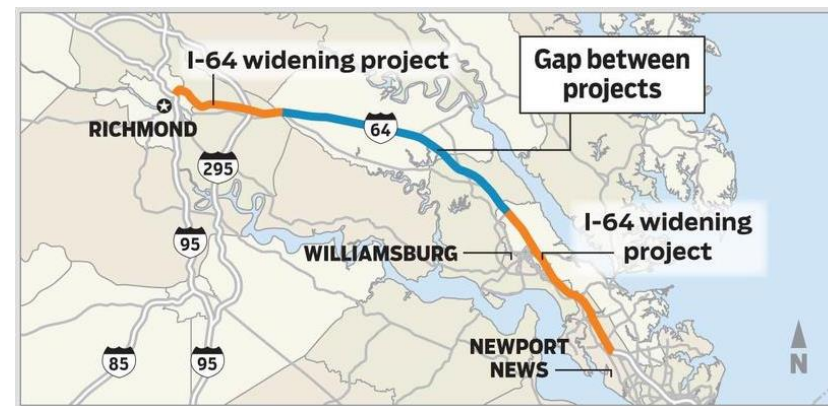 I-64 widening project
Gap between
projects
RICHMOND
64
295
I-64 widening
project
95
WILLIAMSBURG
NEWPORT
NEWS
85
95
N